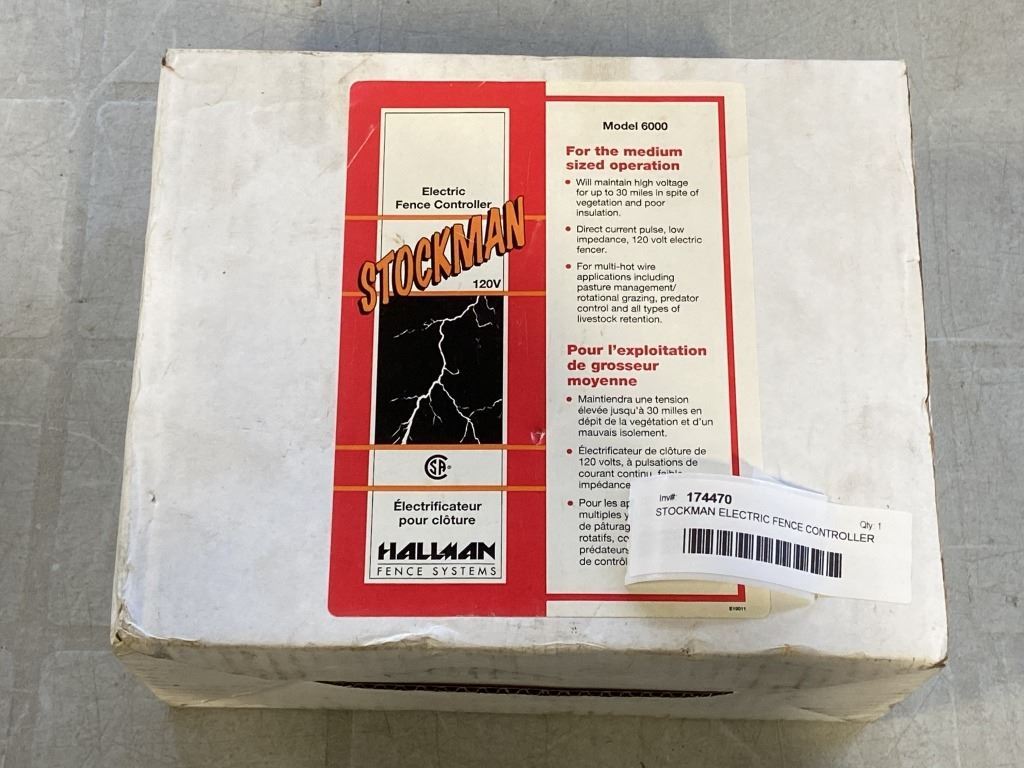 Electric
Fence Controller
STOCKMAN
120V
CSA®
Électrificateur
pour clôture
HALLMAN
FENCE SYSTEMS
Model 6000
For the medium
sized operation
• Will maintain high voltage
for up to 30 miles in spite of
vegetation and poor
insulation.
• Direct current pulse, low
impedance, 120 volt electric
fencer.
• For multi-hot wire
applications including
pasture management/
rotational grazing, predator
control and all types of
livestock retention.
Pour l'exploitation
de grosseur
moyenne
• Maintiendra une tension
élevée jusqu'à 30 milles en
dépit de la vegétation et d'un
mauvais isolement.
• Électrificateur de clôture de
120 volts, à pulsations de
courant continu, faible
impédance
• Pour les
multiples
de
rotatifs,
prédateurs
de
E19011
Inv# 174470
Qty: 1
STOCKMAN ELECTRIC FENCE CONTROLLER